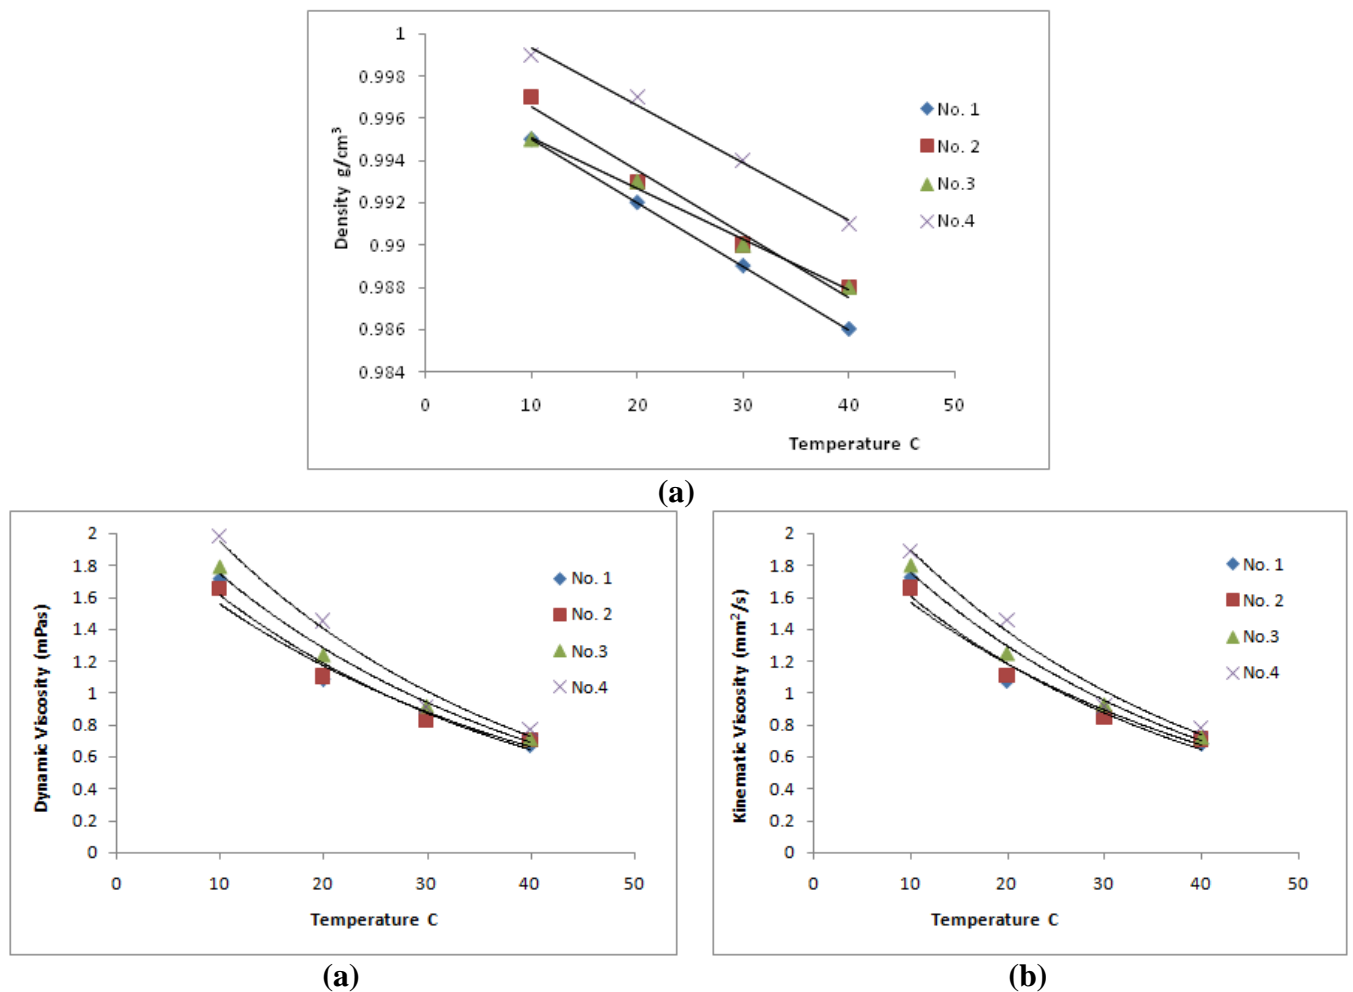 1
0.998
0.996
0.994
0.992
0.99
0.988
0.986
0.984
Density g/cm³
0 10 20 30 40 50
Temperature C
No. 1
No. 2
No.3
No.4
(a)
2
1.8
1.6
1.4
1.2
1
0.8
0.6
0.4
0.2
0
Dynamic Viscosity (mPas)
0 10 20 30 40 50
Temperature C
No. 1
No. 2
No.3
No.4
(a)
2
1.8
1.6
1.4
1.2
1
0.8
0.6
0.4
0.2
0
Kinematic Viscosity (mm²/s)
0 10 20 30 40 50
Temperature C
No. 1
No. 2
No.3
No.4
(b)